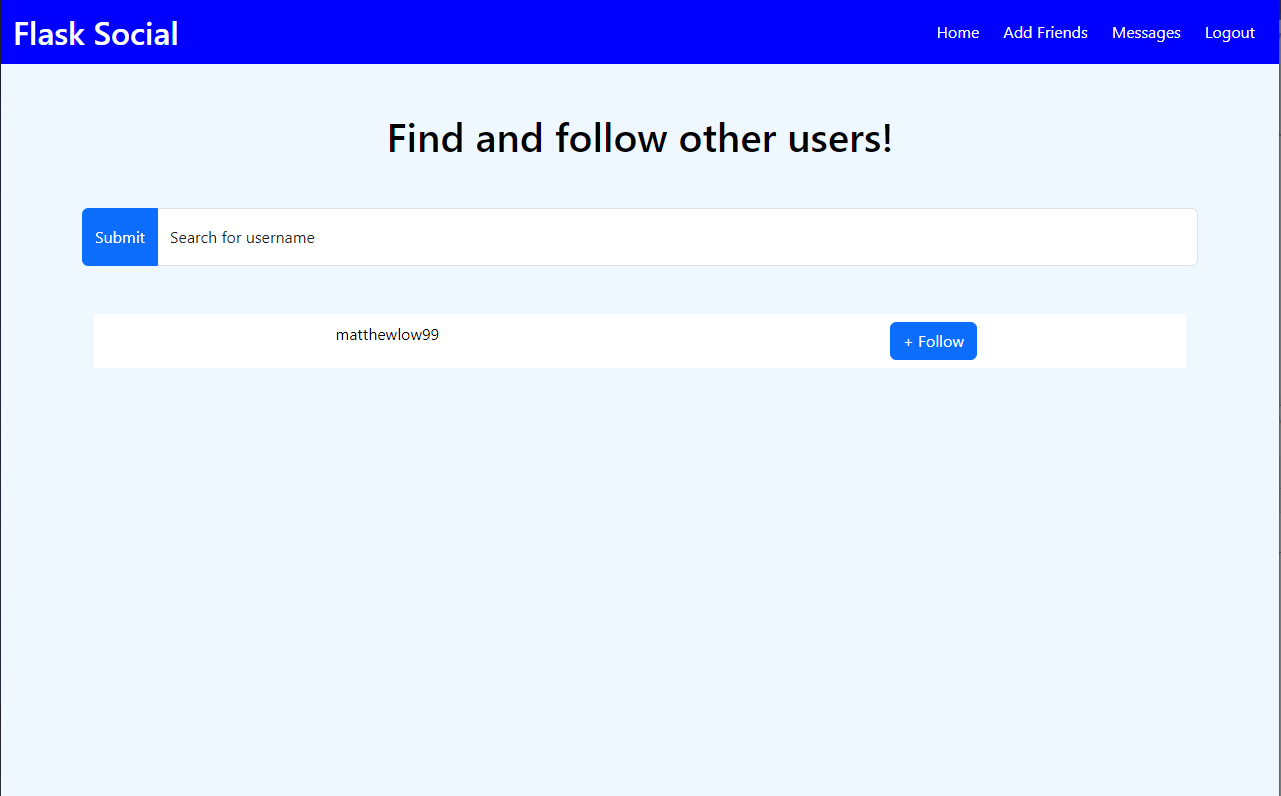 Flask Social
Home Add Friends Messages Logout
Find and follow other users!
Submit Search for username
matthewlow99 + Follow